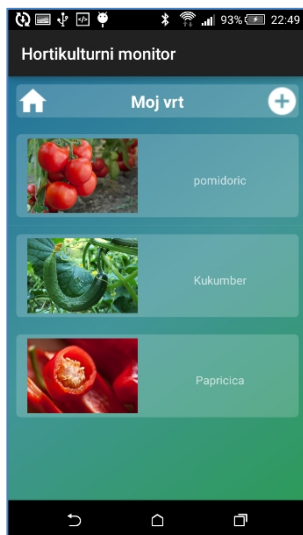 93% 22:49
Hortikulturni monitor
Moj vrt
pomidoric
Kukumber
Papricica